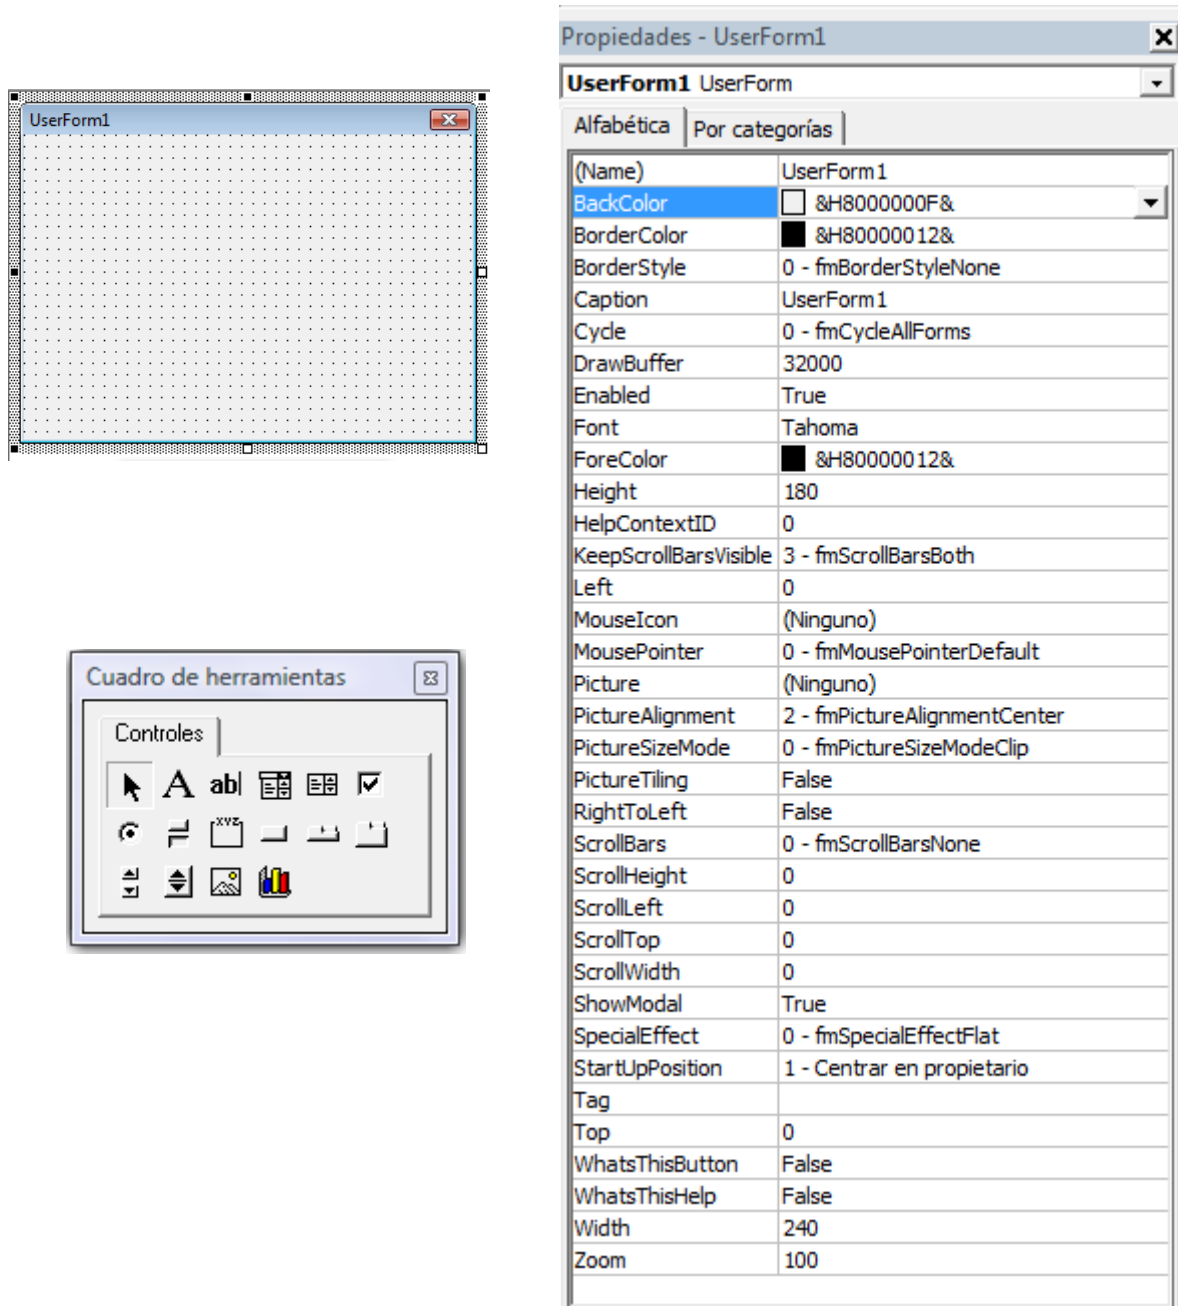 UserForm1
Cuadro de herramientas
Controles
A abl
XYZ
Propiedades - UserForm1
UserForm1 UserForm
Alfabética Por categorías
(Name) UserForm1
BackColor &H8000000F&
BorderColor &H80000012&
BorderStyle 0 - fmBorderStyleNone
Caption UserForm1
Cycle 0 - fmCycleAllForms
DrawBuffer 32000
Enabled True
Font Tahoma
ForeColor &H80000012&
Height 180
HelpContextID 0
KeepScrollBarsVisible 3 - fmScrollBarsBoth
Left 0
MouseIcon (Ninguno)
MousePointer 0 - fmMousePointerDefault
Picture (Ninguno)
PictureAlignment 2 - fmPictureAlignmentCenter
PictureSizeMode 0 - fmPictureSizeModeClip
PictureTiling False
RightToLeft False
ScrollBars 0 - fmScrollBarsNone
ScrollHeight 0
ScrollLeft 0
ScrollTop 0
ScrollWidth 0
ShowModal True
SpecialEffect 0 - fmSpecialEffectFlat
StartUpPosition 1 - Centrar en propietario
Tag
Top 0
WhatsThisButton False
WhatsThisHelp False
Width 240
Zoom 100